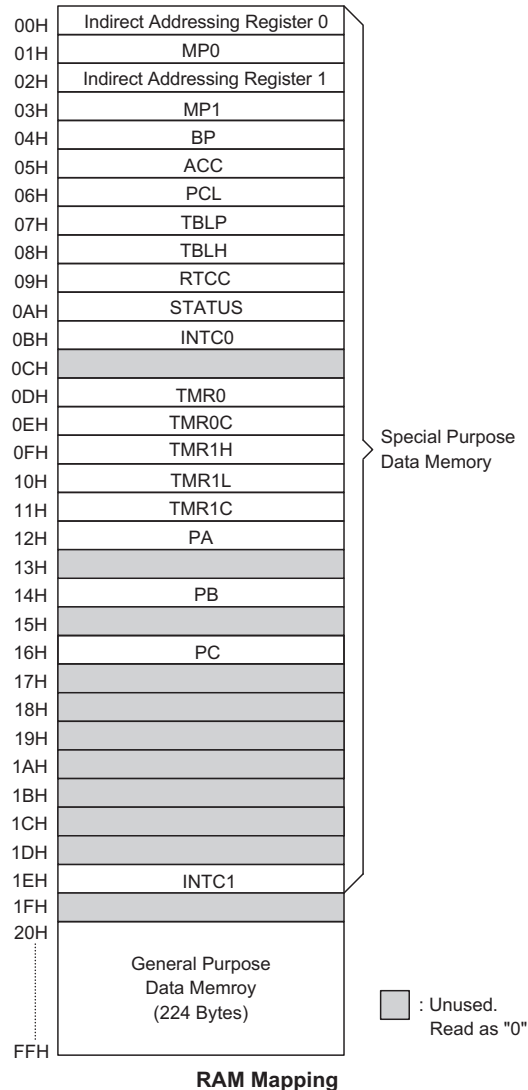 00H Indirect Addressing Register 0
01H MP0
02H Indirect Addressing Register 1
03H MP1
04H BP
05H ACC
06H PCL
07H TBLP
08H TBLH
09H RTCC
0AH STATUS
0BH INTC0
0CH
0DH TMR0
0EH TMR0C
0FH TMR1H
10H TMR1L
11H TMR1C
12H PA
13H
14H PB
15H
16H PC
17H
18H
19H
1AH
1BH
1CH
1DH
1EH INTC1
1FH
20H
FFH
Special Purpose
Data Memory
General Purpose
Data Memroy
(224 Bytes)
: Unused.
Read as "0"
RAM Mapping